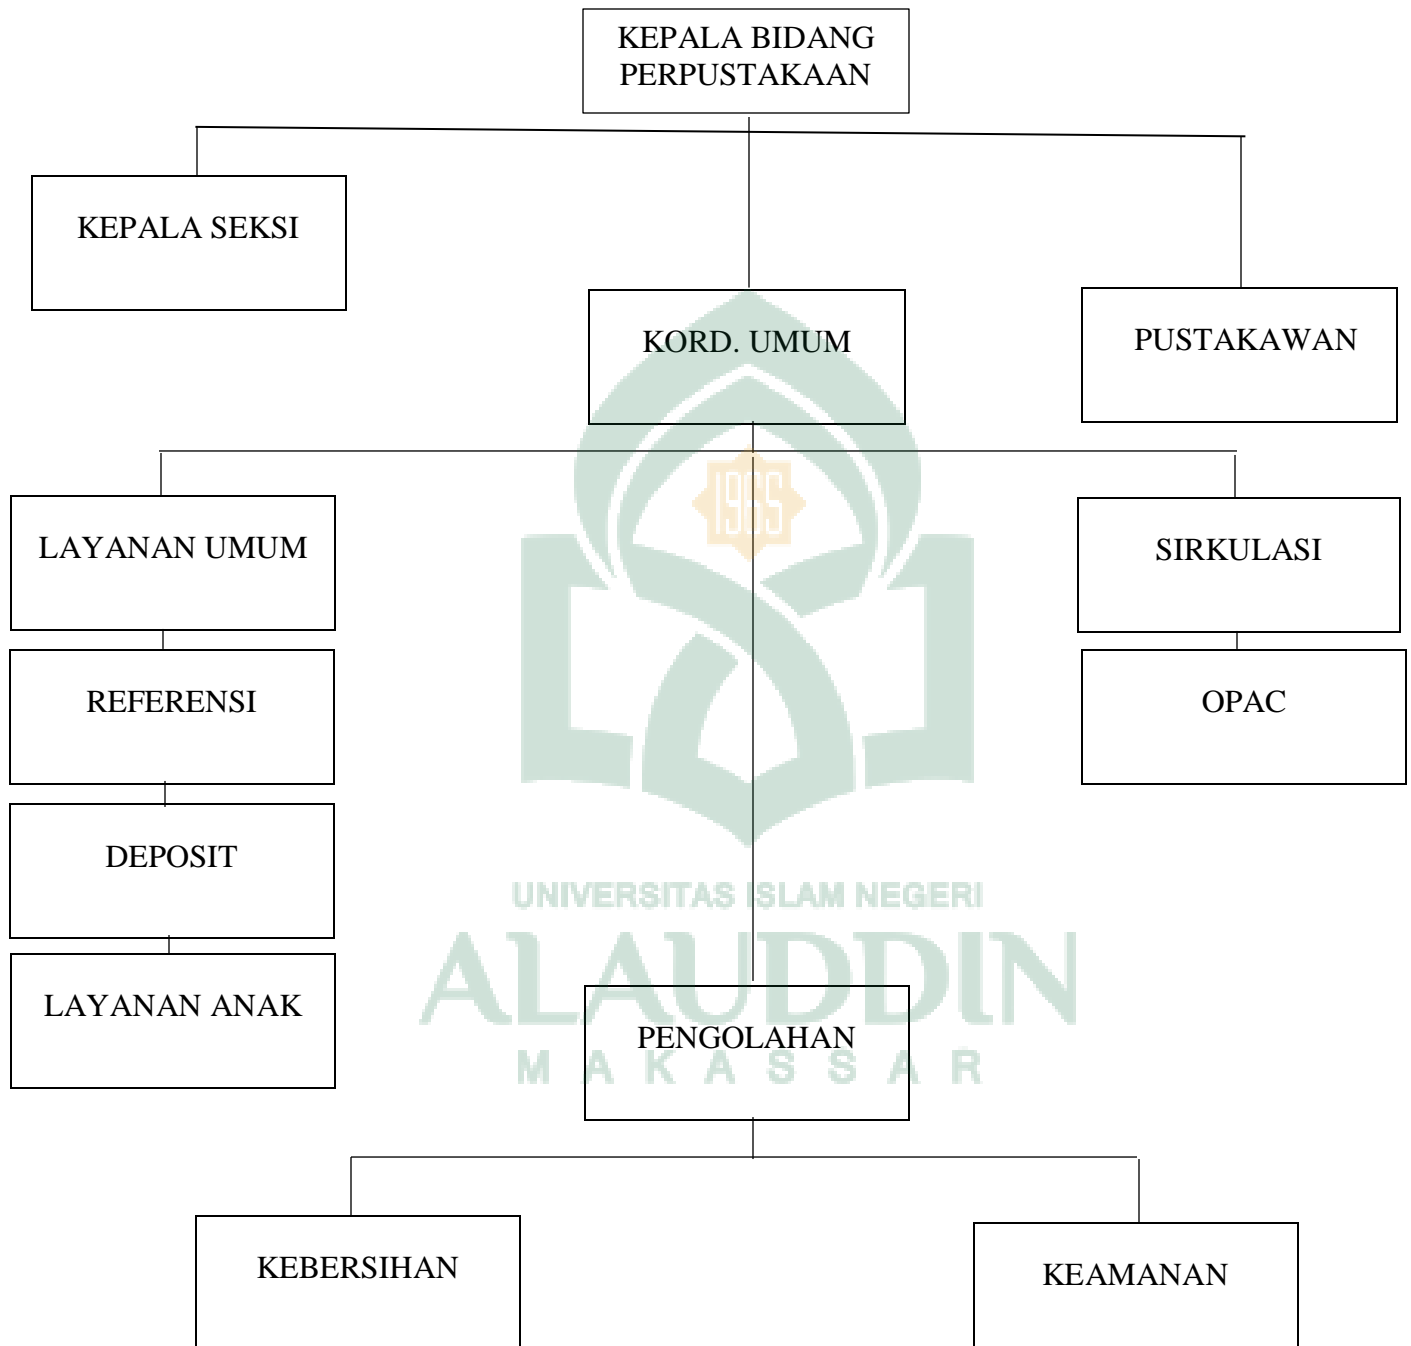 KEPALA BIDANG
PERPUSTAKAAN
KEPALA SEKSI
KORD. UMUM
PUSTAKAWAN
1965
LAYANAN UMUM
SIRKULASI
REFERENSI
OPAC
DEPOSIT
UNIVERSITAS ISLAM NEGERI
ALAUDDIN
LAYANAN ANAK
PENGOLAHAN
MAKASSAR
KEBERSIHAN
KEAMANAN